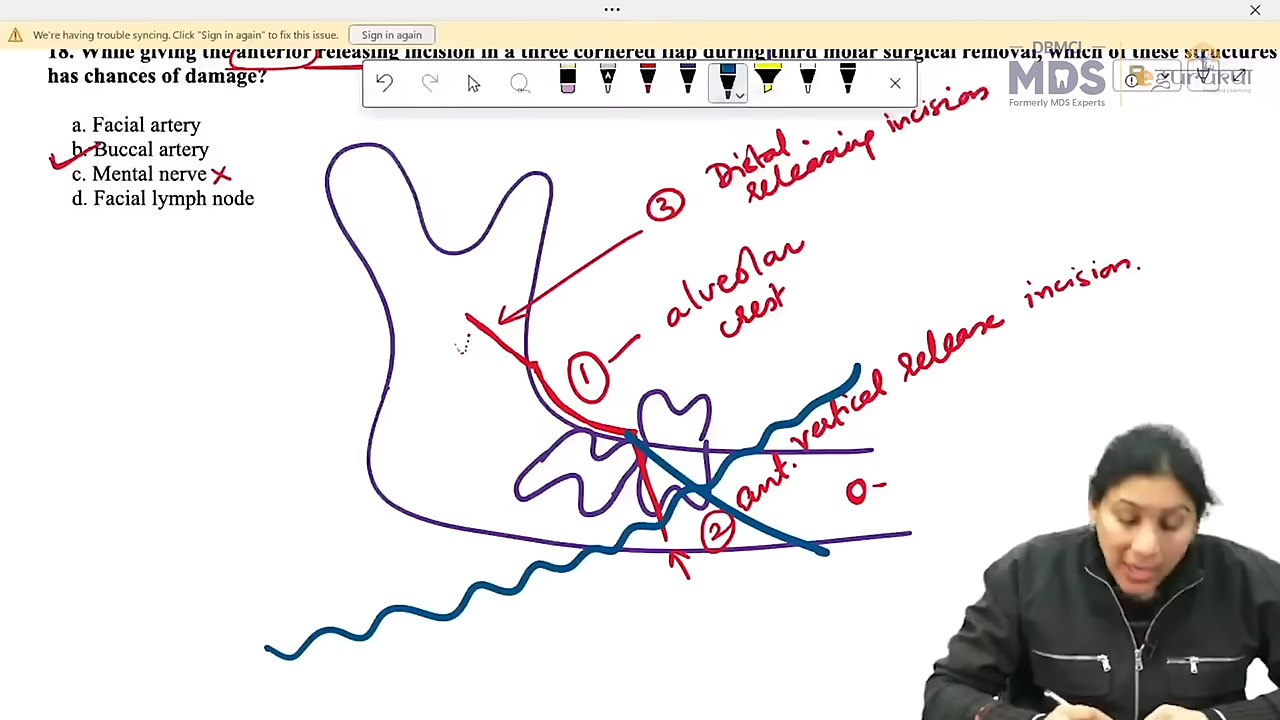 We're having trouble syncing. Click "Sign in again" to fix this issue.
Sign in again
18. While giving the anterior releasing incision in a three cornered flap during third molar surgical removal, which of these structures
has chances of damage?
DBMCI
MDS
Formerly MDS Experts
eगुरुकुल
a. Facial artery
b. Buccal artery
c. Mental nerve
d. Facial lymph node
3 Distal releasing incision
1 alveolar crest
2 ant. vertical release incision.